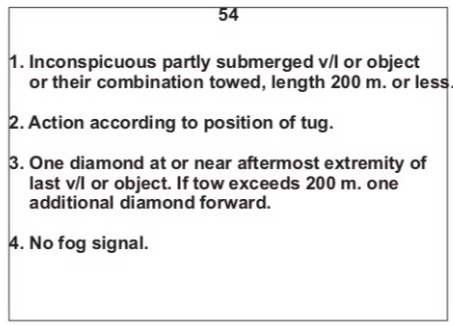 54
1. Inconspicuous partly submerged v/l or object
or their combination towed, length 200 m. or less.
2. Action according to position of tug.
3. One diamond at or near aftermost extremity of
last v/l or object. If tow exceeds 200 m. one
additional diamond forward.
4. No fog signal.